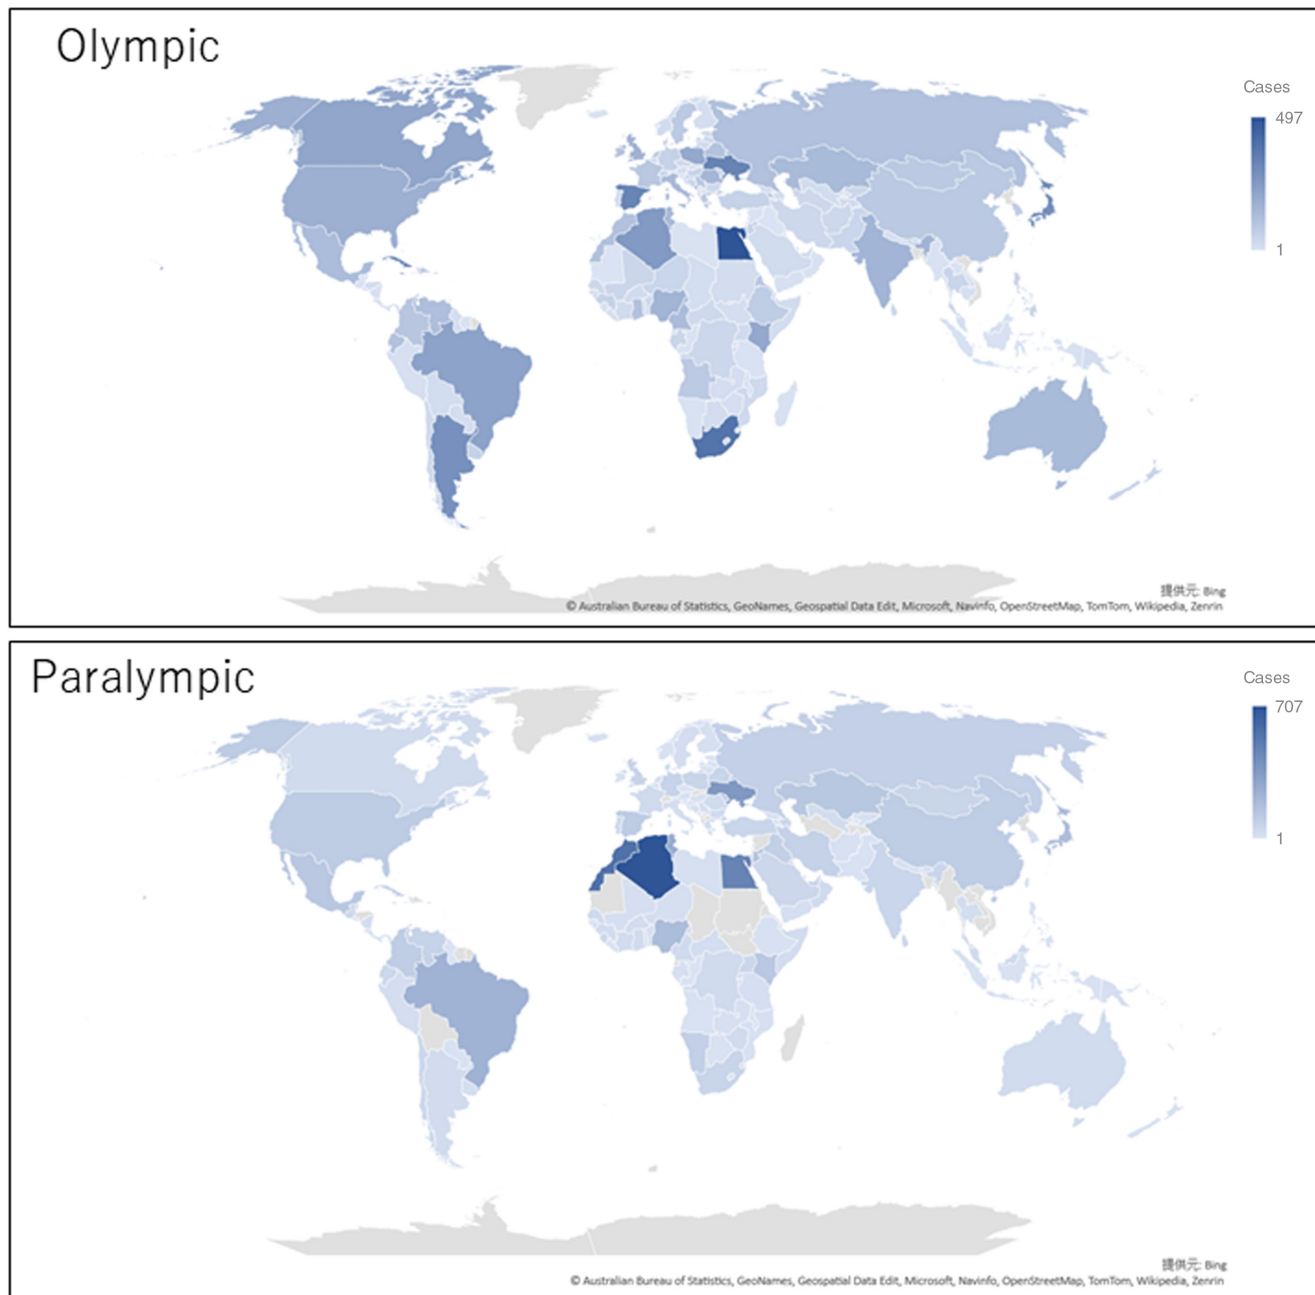 Olympic
Cases
497
1
提供元: Bing
© Australian Bureau of Statistics, GeoNames, Geospatial Data Edit, Microsoft, Navinfo, OpenStreetMap, TomTom, Wikipedia, Zenrin
Paralympic
Cases
707
1
提供元: Bing
© Australian Bureau of Statistics, GeoNames, Geospatial Data Edit, Microsoft, Navinfo, OpenStreetMap, TomTom, Wikipedia, Zenrin